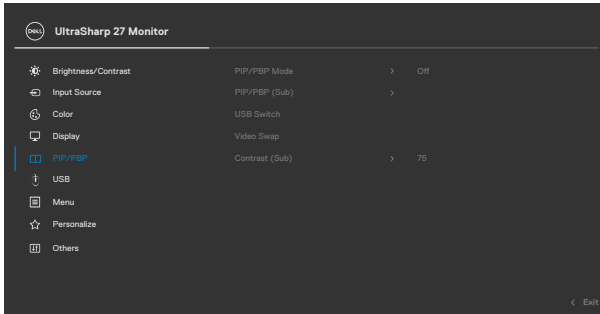 DELL UltraSharp 27 Monitor
Brightness/Contrast PIP/PBP Mode > Off
Input Source PIP/PBP (Sub) >
Color USB Switch
Display Video Swap
PIP/PBP Contrast (Sub) > 75
USB
Menu
Personalize
Others
< Exit